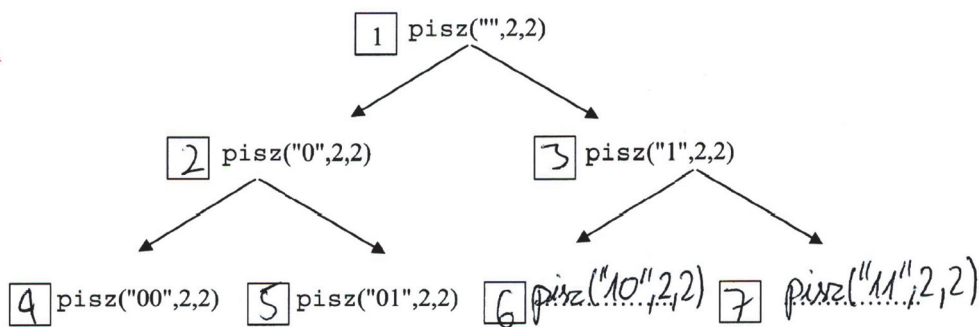 1 pisz("",2,2)
2 pisz("0",2,2) 3 pisz("1",2,2)
4 pisz("00",2,2) 5 pisz("01",2,2) 6 pisz("10",2,2) 7 pisz("11",2,2)